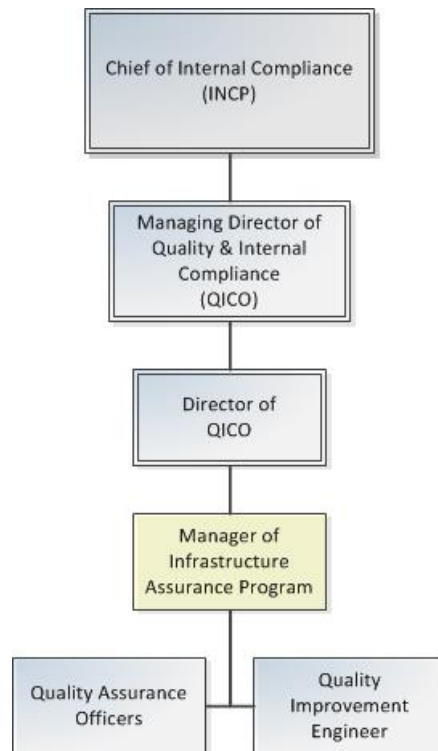 Chief of Internal Compliance
(INCP)
Managing Director of
Quality & Internal
Compliance
(QICO)
Director of
QICO
Manager of
Infrastructure
Assurance Program
Quality Assurance
Officers
Quality
Improvement
Engineer